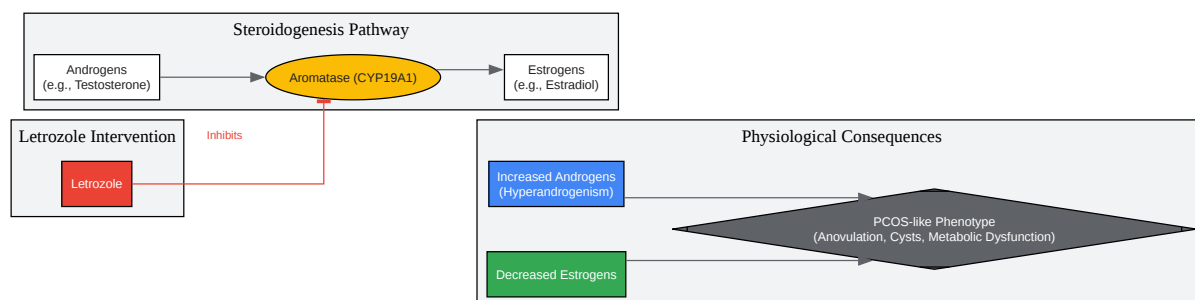 Steroidogenesis Pathway
Androgens
(e.g., Testosterone)
Aromatase (CYP19A1)
Estrogens
(e.g., Estradiol)
Letrozole Intervention
Inhibits
Letrozole
Physiological Consequences
Increased Androgens
(Hyperandrogenism)
PCOS-like Phenotype
(Anovulation, Cysts, Metabolic Dysfunction)
Decreased Estrogens